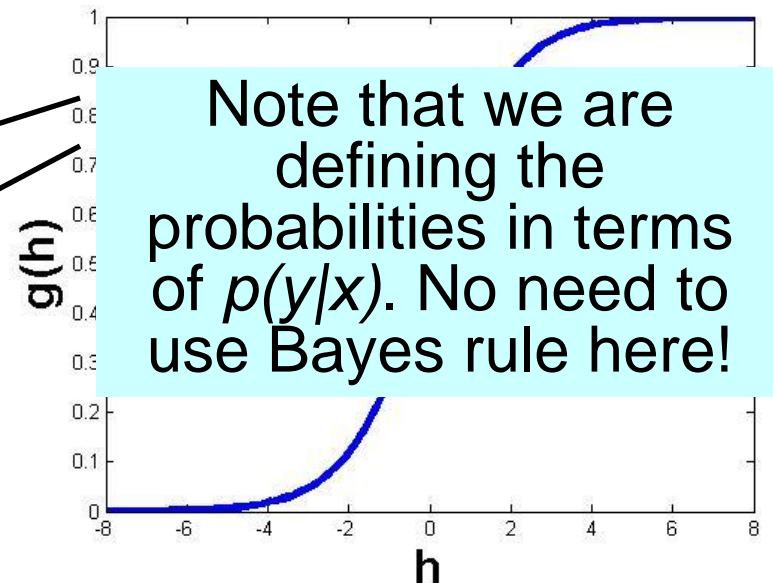 1
0.9
Note that we are
0.8
defining the
0.7
probabilities in terms
0.6
g(h)
0.5
of p(y|x). No need to
0.4
use Bayes rule here!
0.3
0.2
0.1
0
-8 -6 -4 -2 0 2 4 6 8
h